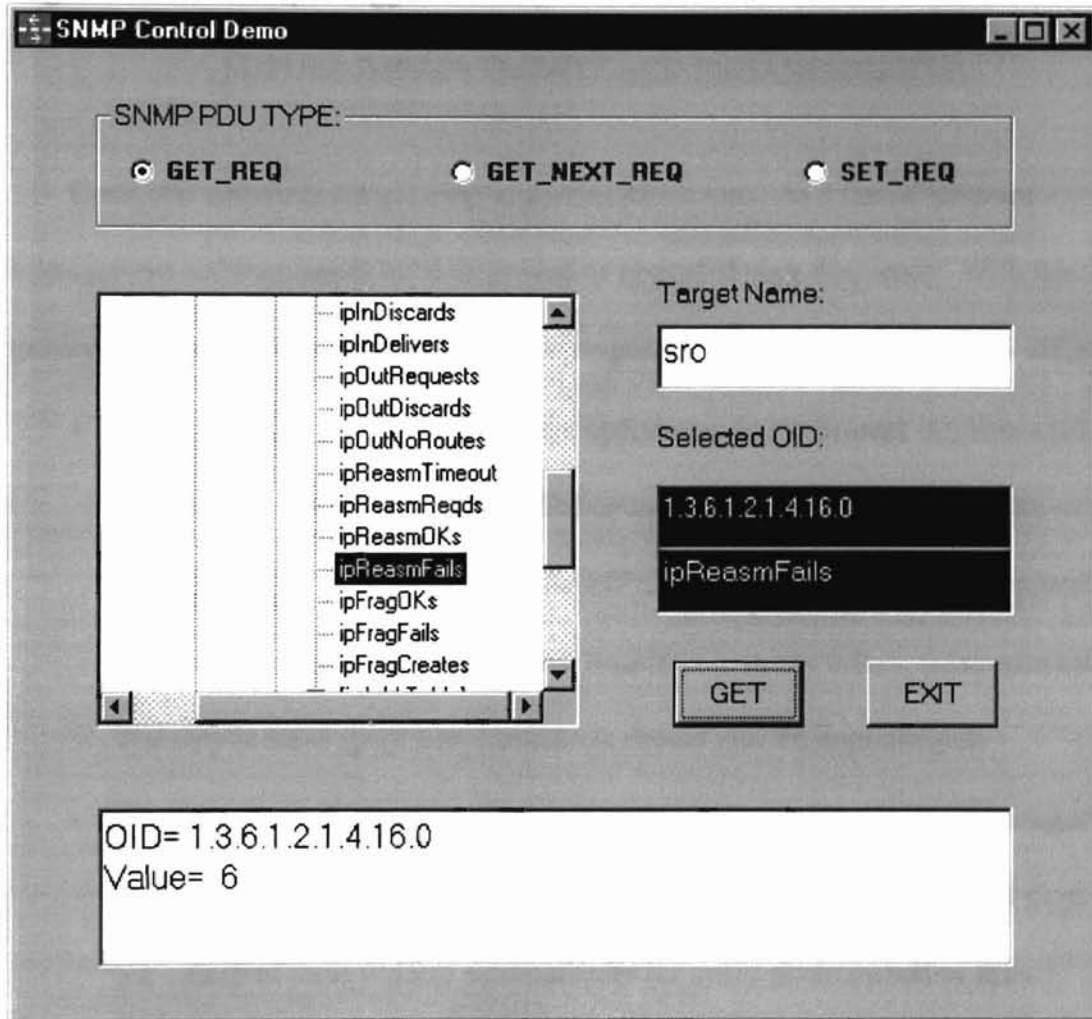 SNMP Control Demo
SNMP PDU TYPE:
GET_REQ
GET_NEXT_REQ
SET_REQ
ipInDiscards
ipInDelivers
ipOutRequests
ipOutDiscards
ipOutNoRoutes
ipReasmTimeout
ipReasmReqds
ipReasmOKs
ipReasmFails
ipFragOKs
ipFragFails
ipFragCreates
Target Name:
sro
Selected OID:
1.3.6.1.2.1.4.16.0
ipReasmFails
GET
EXIT
OID= 1.3.6.1.2.1.4.16.0
Value= 6